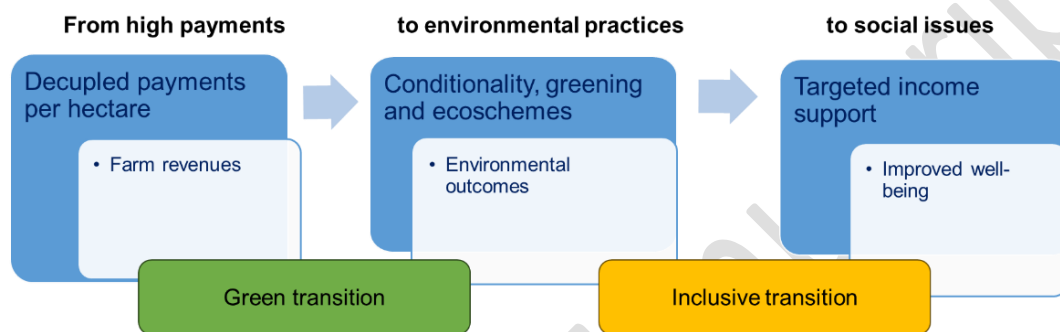 From high payments
to environmental practices
to social issues
Decupled payments
per hectare
• Farm revenues
Conditionality, greening
and ecoschemes
• Environmental
outcomes
Targeted income
support
• Improved well-
being
Green transition
Inclusive transition